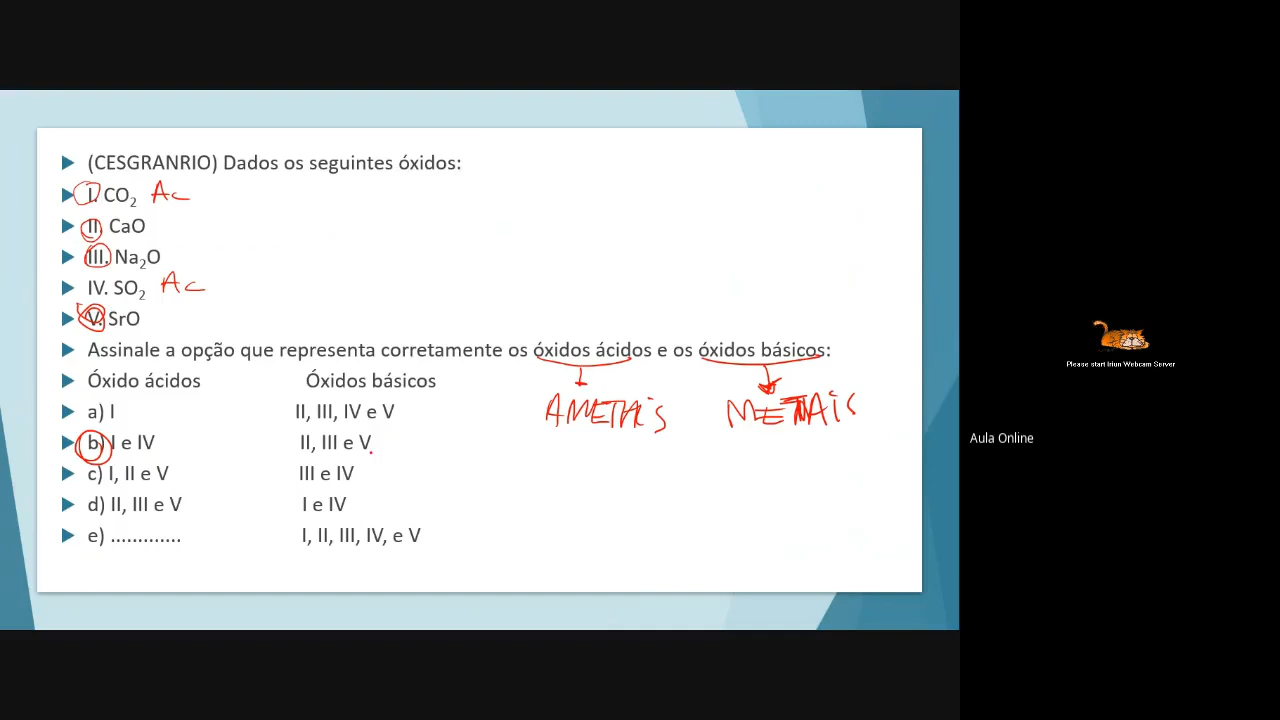 (CESGRANRIO) Dados os seguintes óxidos:
I. CO2 Ac
II. CaO
III. Na2O
IV. SO2 Ac
V. SrO
Assinale a opção que representa corretamente os óxidos ácidos e os óxidos básicos:
Óxido ácidos Óxidos básicos
a) I II, III, IV e V
AMETAiS METAiS
b) I e IV II, III e V
c) I, II e V III e IV
d) II, III e V I e IV
e) ............. I, II, III, IV, e V
Please start Iriun Webcam Server
Aula Online